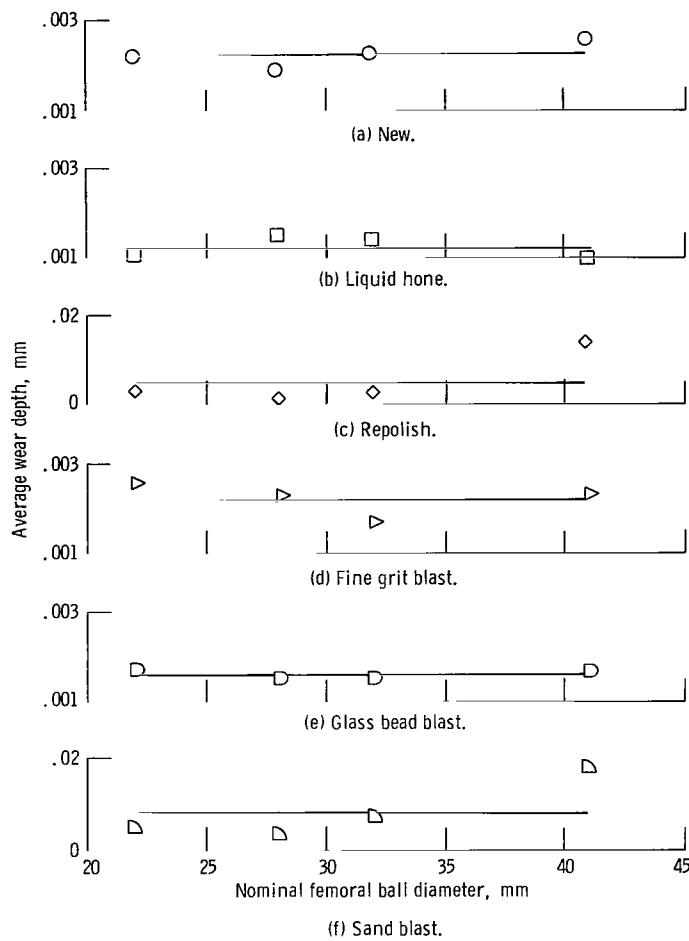 .003
.001
(a) New.
.003
.001
(b) Liquid hone.
.02
0
(c) Repolish.
Average wear depth, mm
.003
.001
(d) Fine grit blast.
.003
.001
(e) Glass bead blast.
.02
0
20 25 30 35 40 45
Nominal femoral ball diameter, mm
(f) Sand blast.